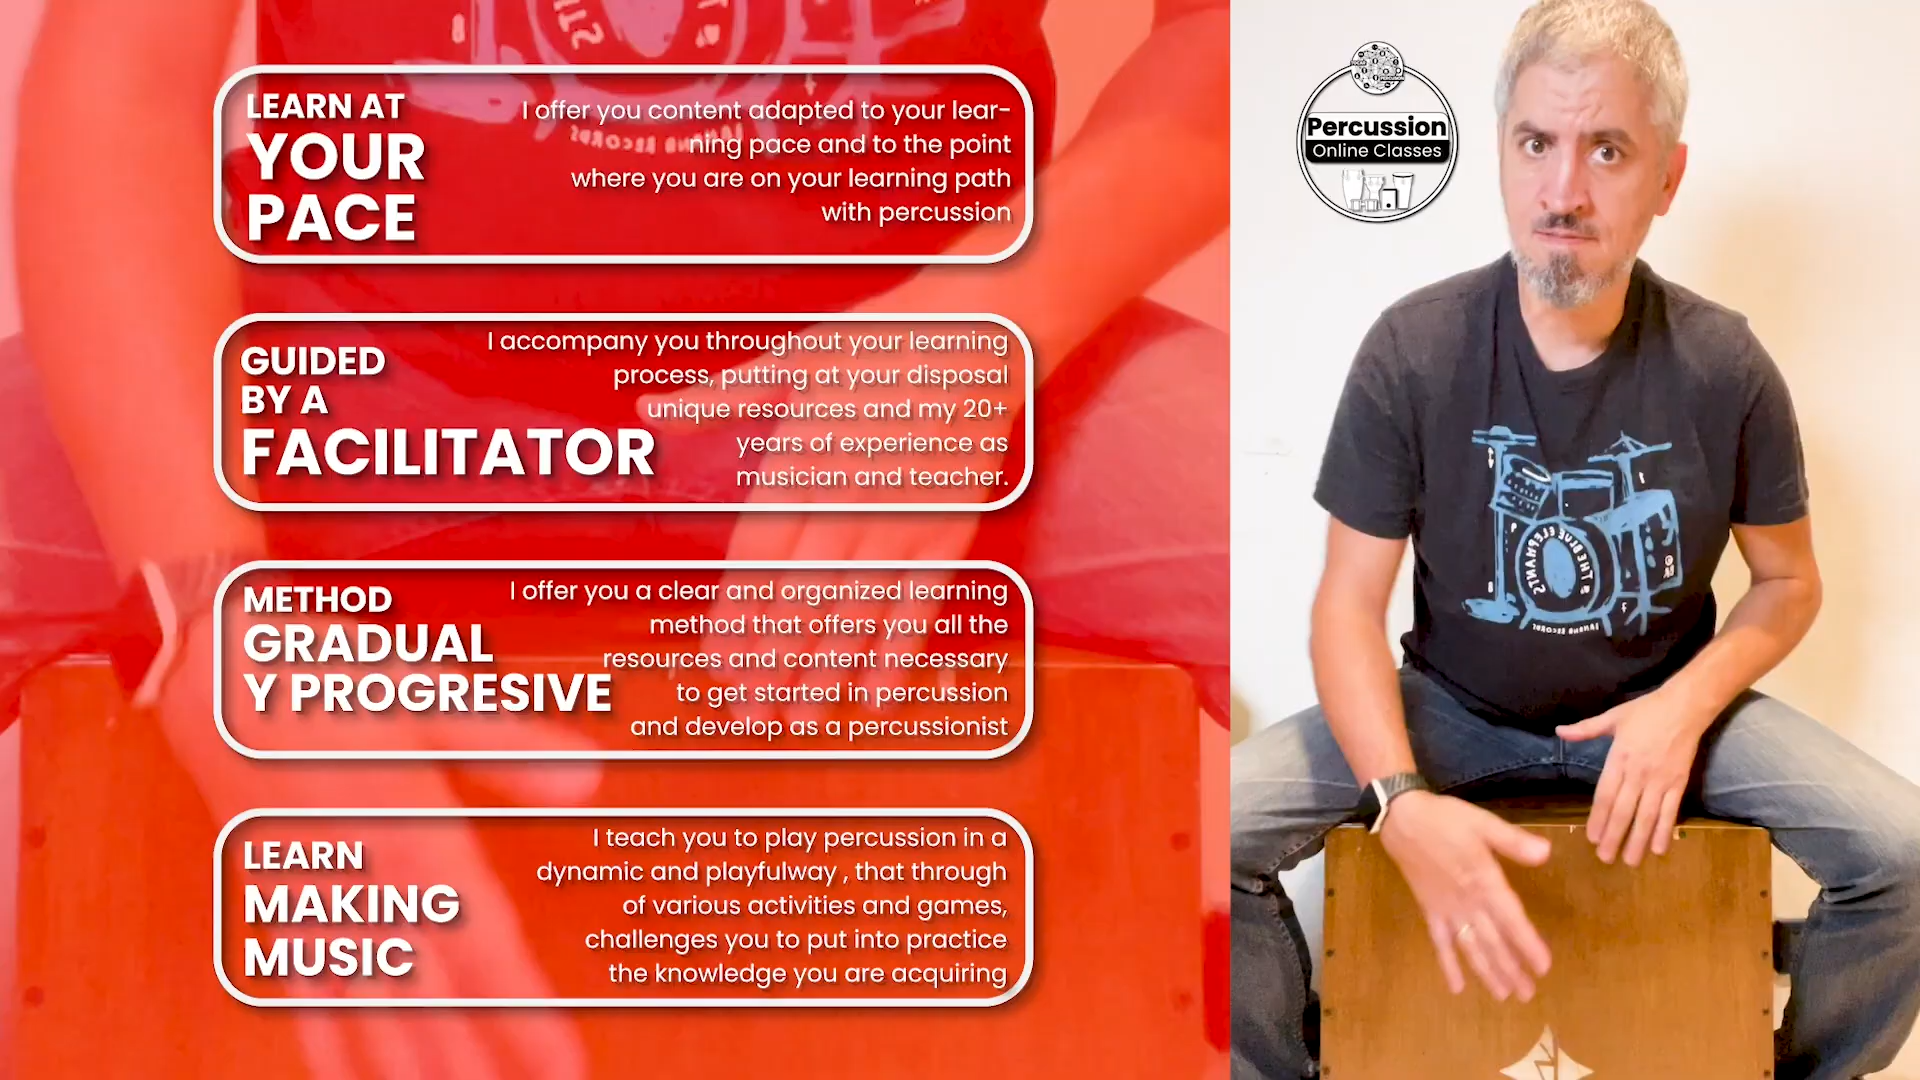 LEARN AT
YOUR
PACE
I offer you content adapted to your lear-
ning pace and to the point
where you are on your learning path
with percussion
GUIDED
BY A
FACILITATOR
I accompany you throughout your learning
process, putting at your disposal
unique resources and my 20+
years of experience as
musician and teacher.
METHOD
GRADUAL
Y PROGRESIVE
I offer you a clear and organized learning
method that offers you all the
resources and content necessary
to get started in percussion
and develop as a percussionist
LEARN
MAKING
MUSIC
I teach you to play percussion in a
dynamic and playfulway , that through
of various activities and games,
challenges you to put into practice
the knowledge you are acquiring
Percussion
Online Classes
THE BLUE ELEPHANTS
RECORDS